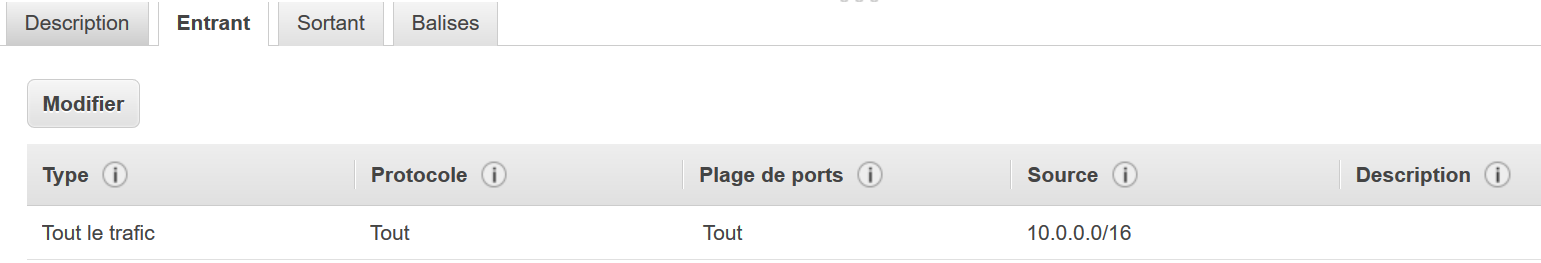 Description Entrant Sortant Balises
Modifier
Type Protocole Plage de ports Source Description
Tout le trafic Tout Tout 10.0.0.0/16